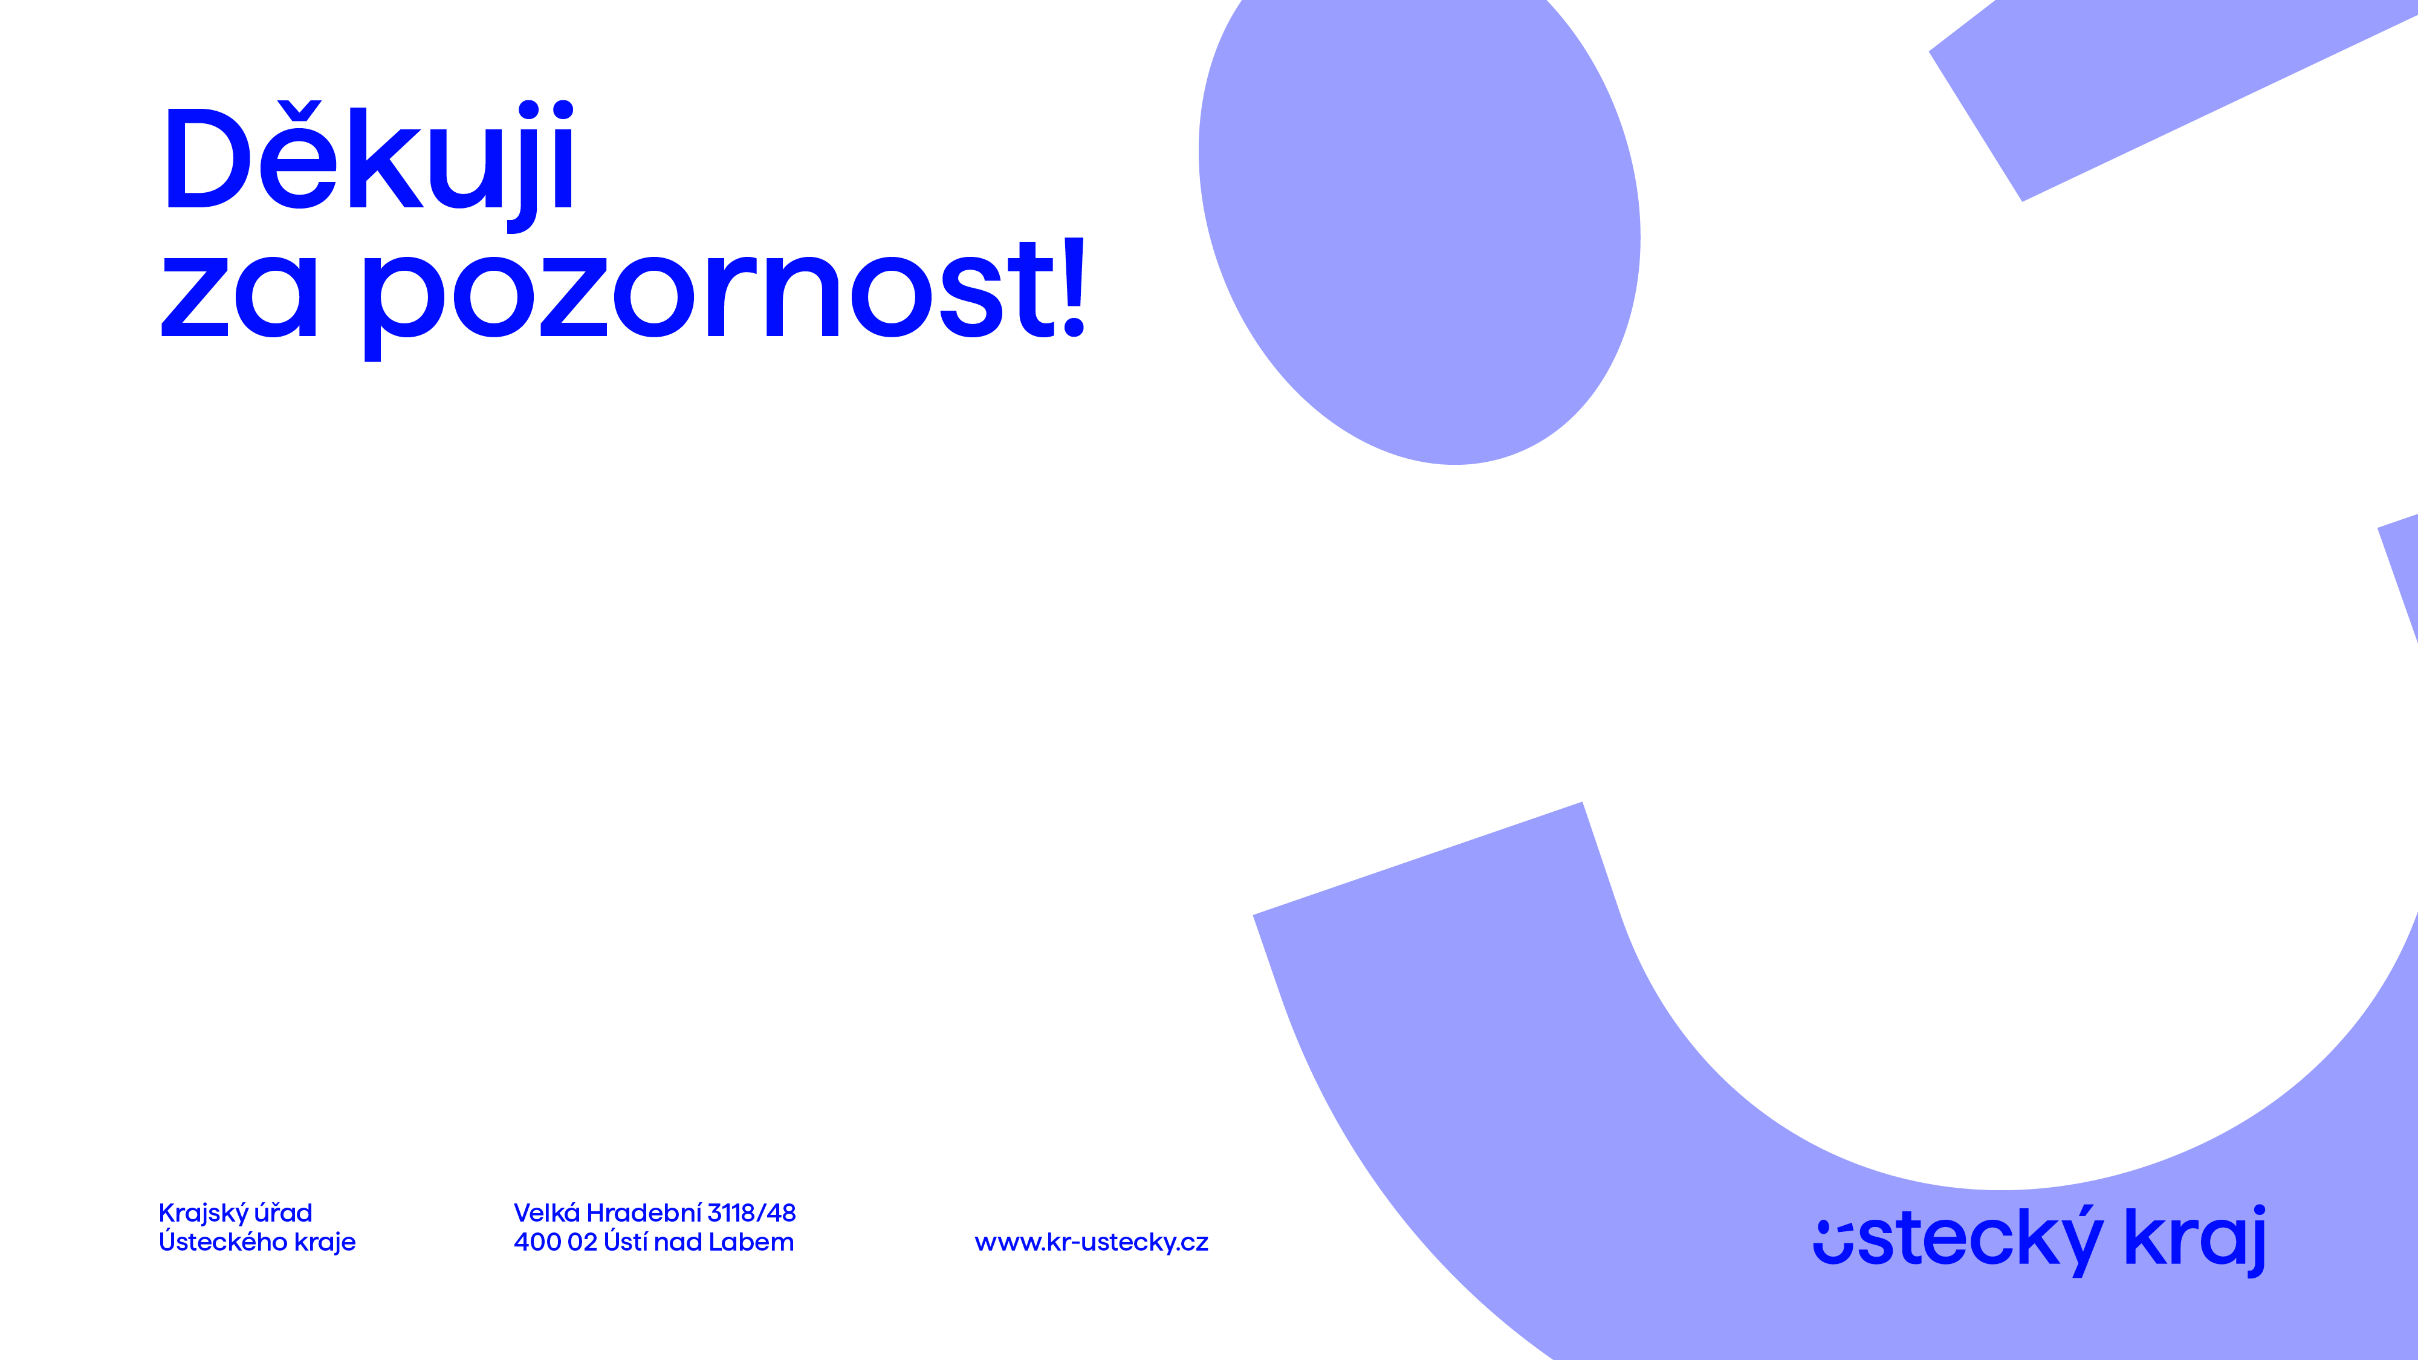 Děkuji
za pozornost!
Krajský úřad
Ústeckého kraje
Velká Hradební 3118/48
400 02 Ústí nad Labem
www.kr-ustecky.cz
ústecký kraj